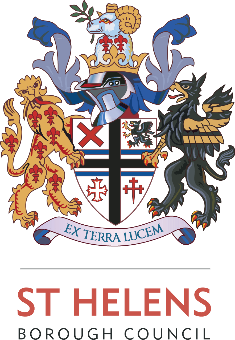 EX TERRA LUCEM
ST HELENS
BOROUGH COUNCIL